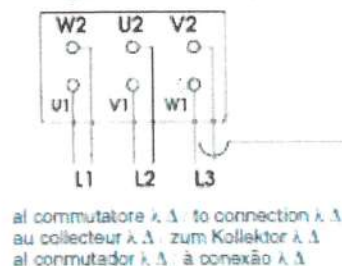 W2 U2 V2
U1 V1 W1
L1 L2 L3
al commutatore λ Δ : to connection λ Δ
au collecteur λ Δ : zum Kollektor λ Δ
al conmutador λ Δ : à conexão λ Δ